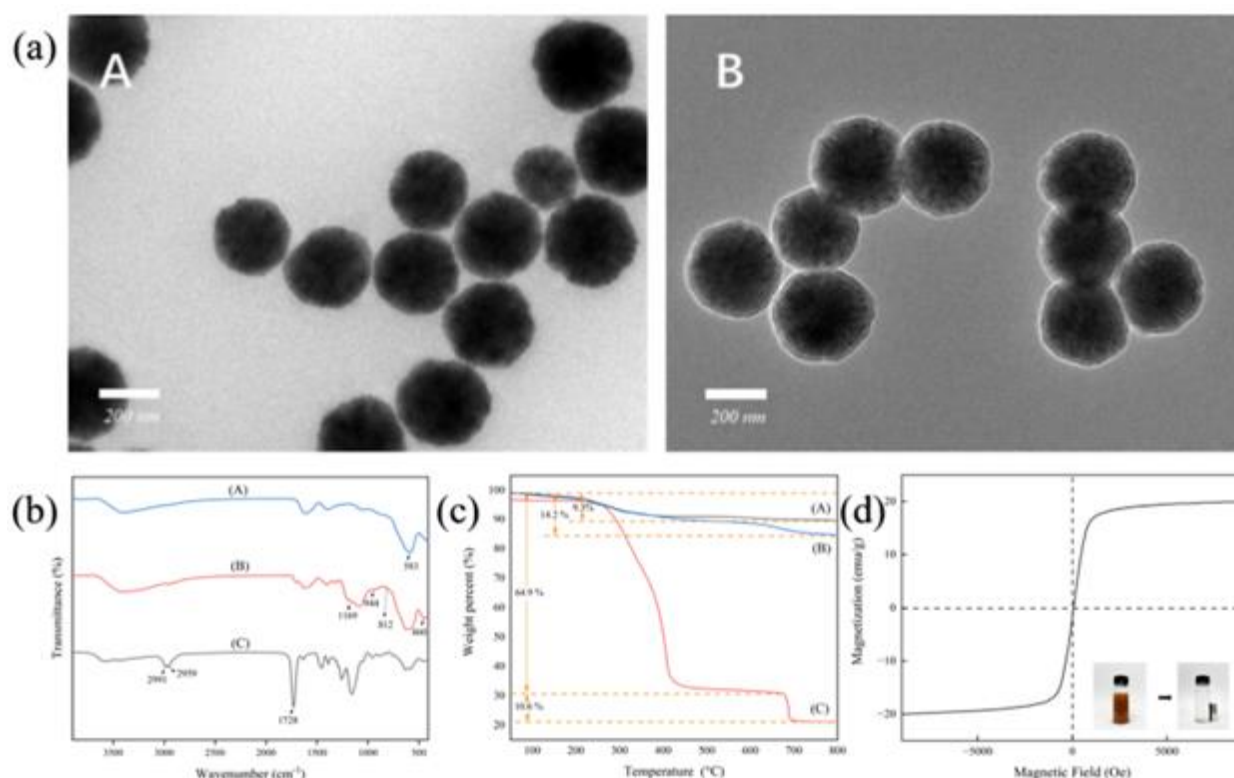 (a)
A
B
200 nm
200 nm
(b)
(A)
583
(B)
1169
944
812
(C)
2991
2959
1728
Transmittance (%)
3500
3000
2500
2000
1500
1000
500
Wavenumber (cm⁻¹)
(c)
100
90
80
70
60
50
40
30
20
Weight percent (%)
14.2 %
9.3%
(A)
(B)
64.9 %
10.6 %
(C)
100
200
300
400
500
600
700
800
Temperature (°C)
(d)
20
10
0
−10
−20
Magnetization (emu/g)
−5000
0
5000
Magnetic Field (Oe)